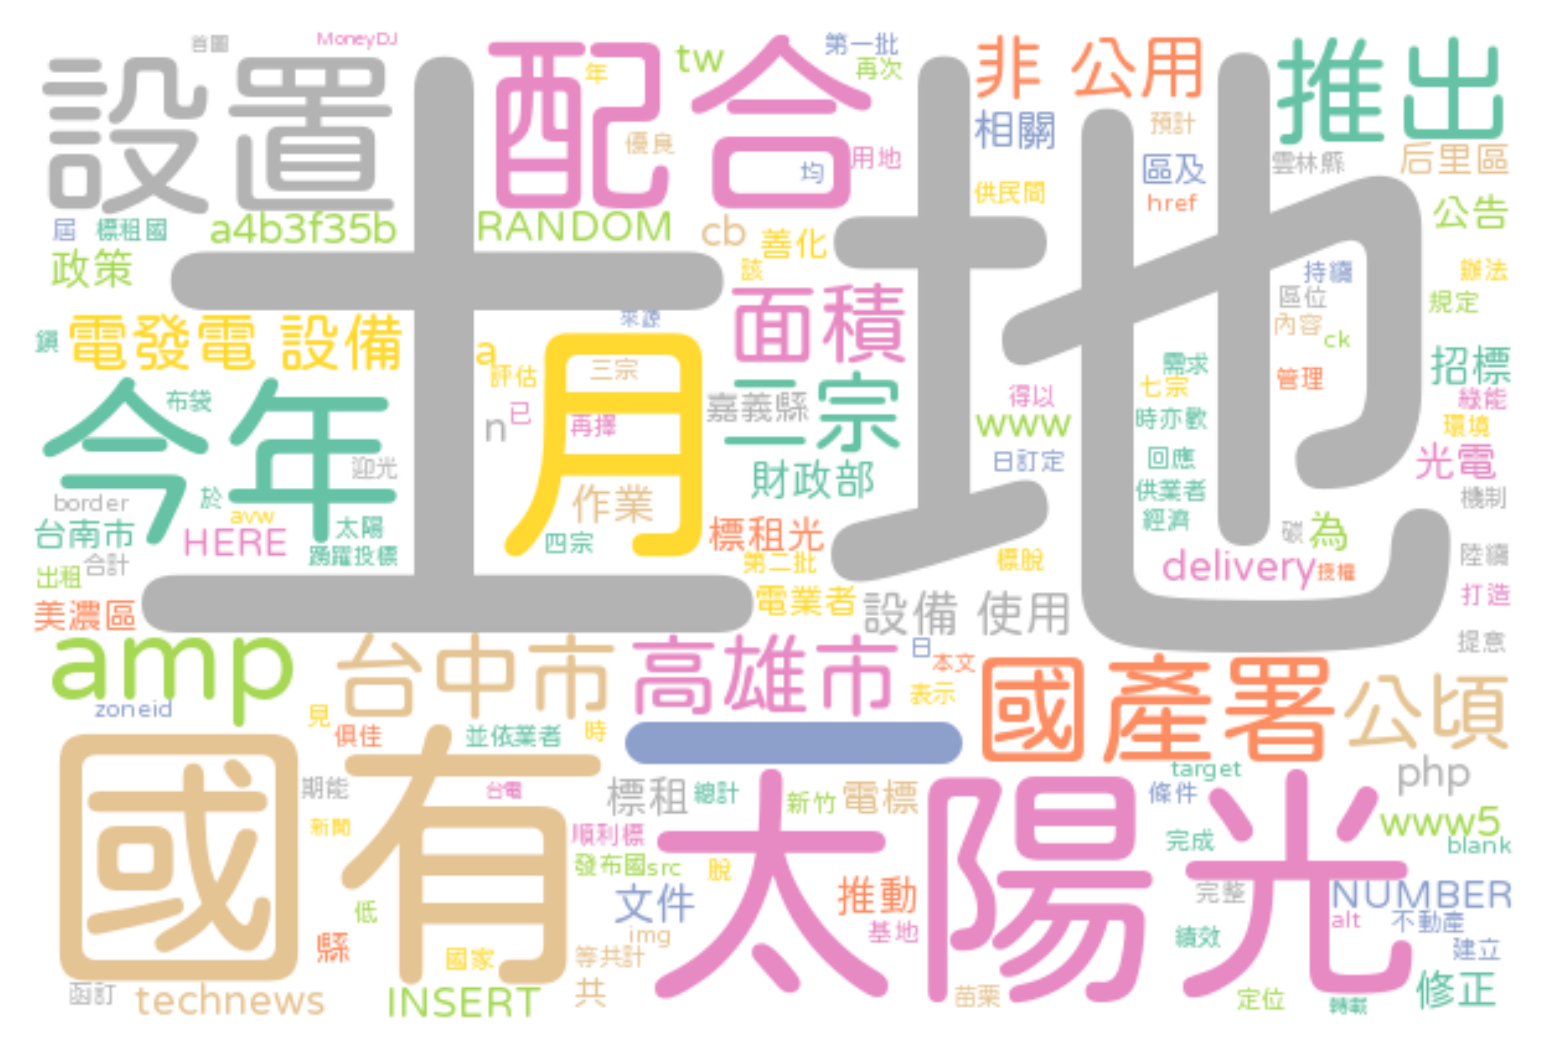 首圖 MoneyDJ
設置 配合 tw 第一批 再次 非 公用 推出
年 優良 均 用地 相關 預計 區及 雲林縣 后里區
供民間 href
屆 標租國 a4b3f35b RANDOM cb 善化 公告
政策 該 持續 辦法
土地
來源 區位 規定
鎮 電發電 設備 面積 內容 ck
a 評估 三宗 需求 招標
今年 布袋 月 已 再擇 n 嘉義縣 二宗 得以 七宗 管理 綠能
www 時亦歡 環境
迎光 財政部 日訂定 回應 光電
border 於 作業 供業者 機制
avw 經濟
台南市 HERE 太陽 四宗 標租光 碳 為
合計 踴躍投標 第二批 標脫 delivery 授權 陸續
出租 打造
美濃區 電業者 設備 使用
amp 台中市 高雄市 日 本文 提意
表示 國產署 公頃
zoneid 見 俱佳 並依業者 時 一
國有 target php
期能 台電 標租 總計 新竹 電標 條件
新聞 順利標 太陽光 完成 www5
blank
發布國 src 脫
低 文件 推動 完整 NUMBER
縣 img 基地 alt 不動產
國家 等共計 績效 建立
函訂 technews INSERT 共 苗栗 定位 轉載 修正